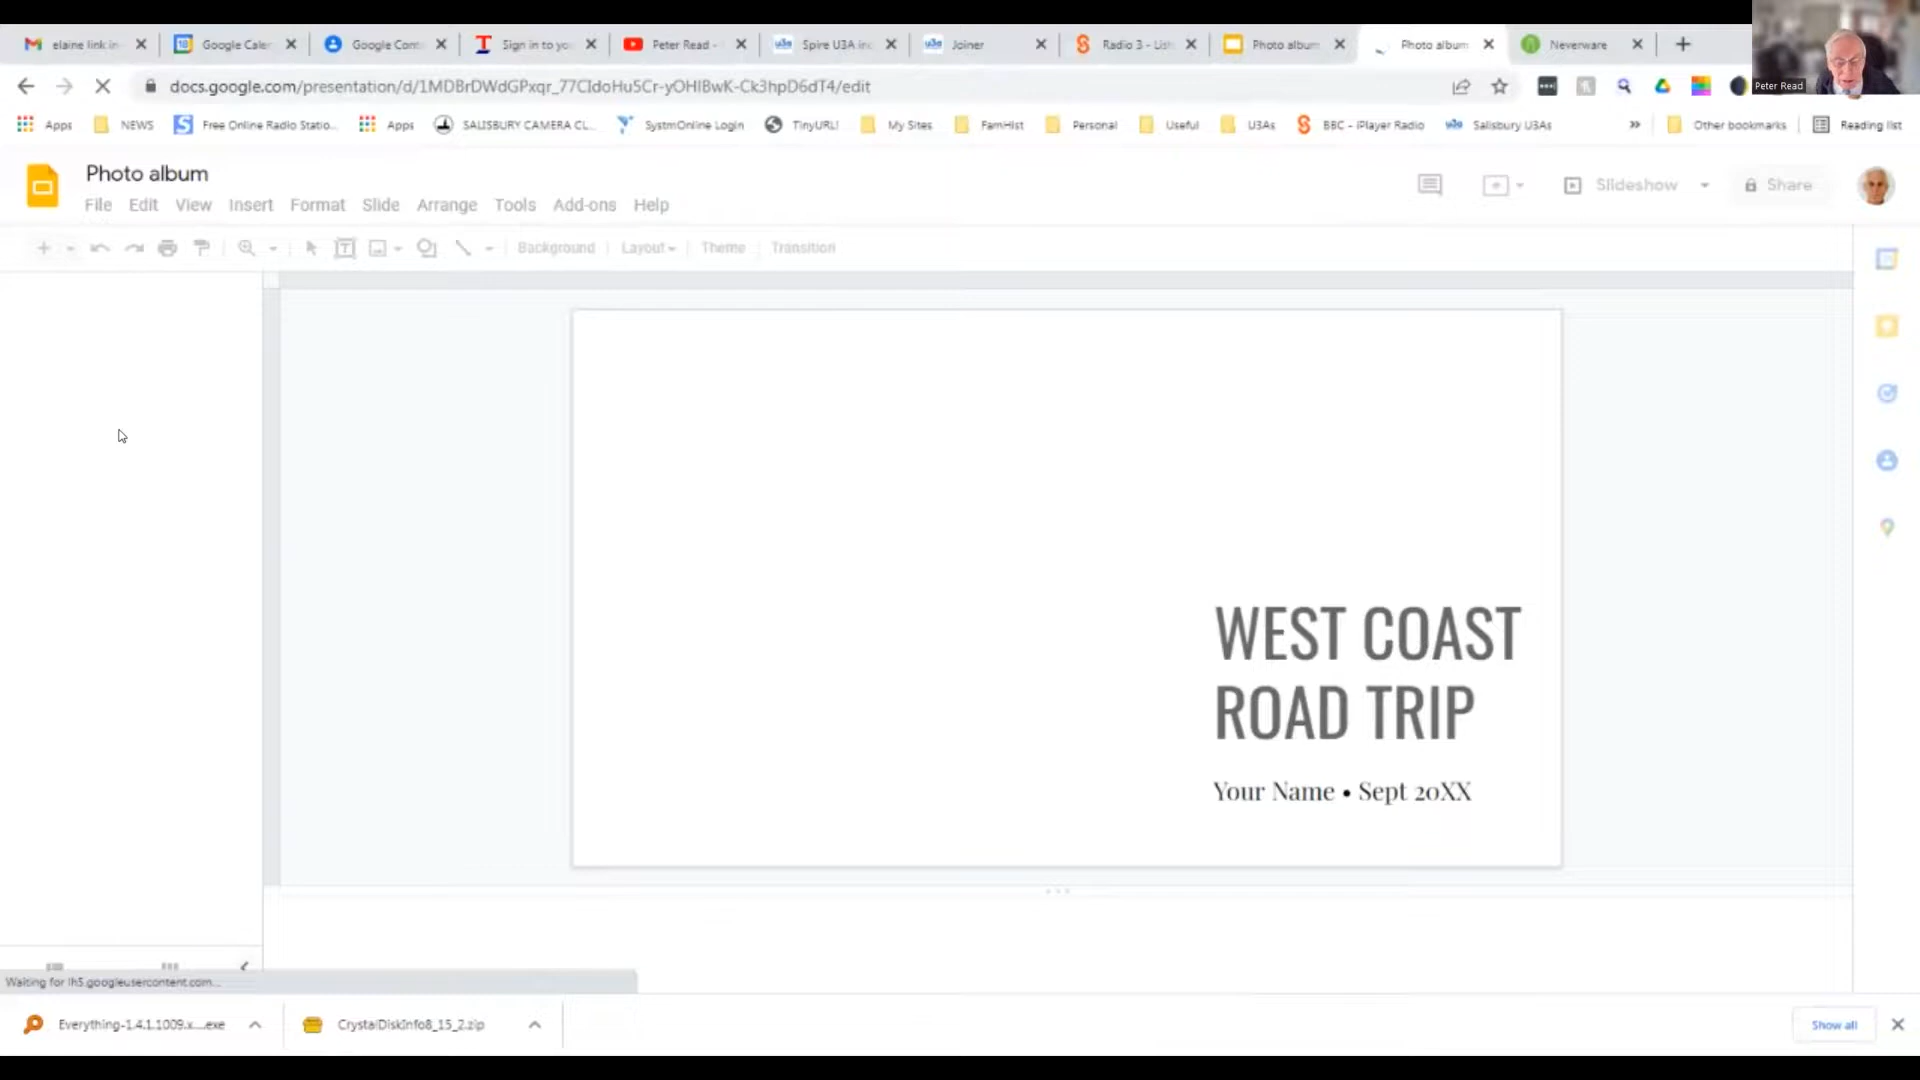 elaine link in
Google Caler
Google Cont
Sign in to yo
Peter Read -
Spire U3A inc
Joiner
Radio 3 - List
Photo album
Photo album
Neverware
docs.google.com/presentation/d/1MDBrDWdGPxqr_77CIdoHu5Cr-yOHIBwK-Ck3hpD6dT4/edit
Peter Read
Apps
NEWS
Free Online Radio Statio...
Apps
SALISBURY CAMERA CL...
SystmOnline Login
TinyURL!
My Sites
FamHist
Personal
Useful
U3As
BBC - iPlayer Radio
Salisbury U3As
Other bookmarks
Reading list
Photo album
File Edit View Insert Format Slide Arrange Tools Add-ons Help
Slideshow
Share
Background
Layout
Theme
Transition
WEST COAST
ROAD TRIP
Your Name • Sept 20XX
Waiting for lh5.googleusercontent.com...
Everything-1.4.1.1009.x....exe
CrystalDiskInfo8_15_2.zip
Show all